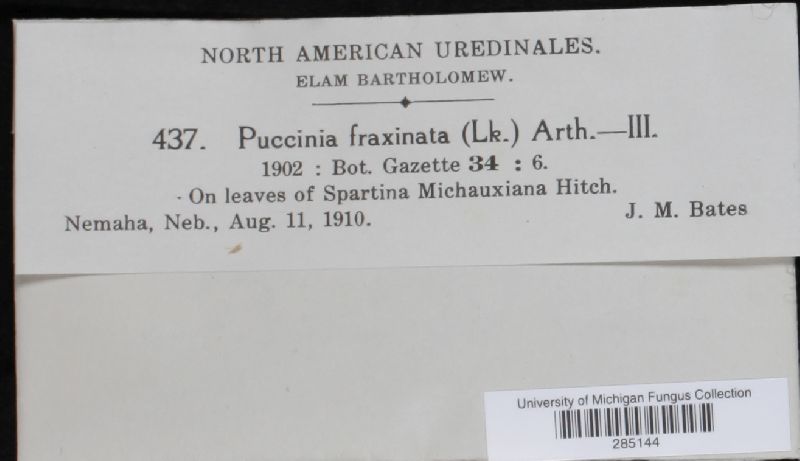 NORTH AMERICAN UREDINALES.
ELAM BARTHOLOMEW.
437. Puccinia fraxinata (Lk.) Arth.—III.
1902 : Bot. Gazette 34 : 6.
On leaves of Spartina Michauxiana Hitch.
Nemaha, Neb., Aug. 11, 1910. J. M. Bates
University of Michigan Fungus Collection
285144